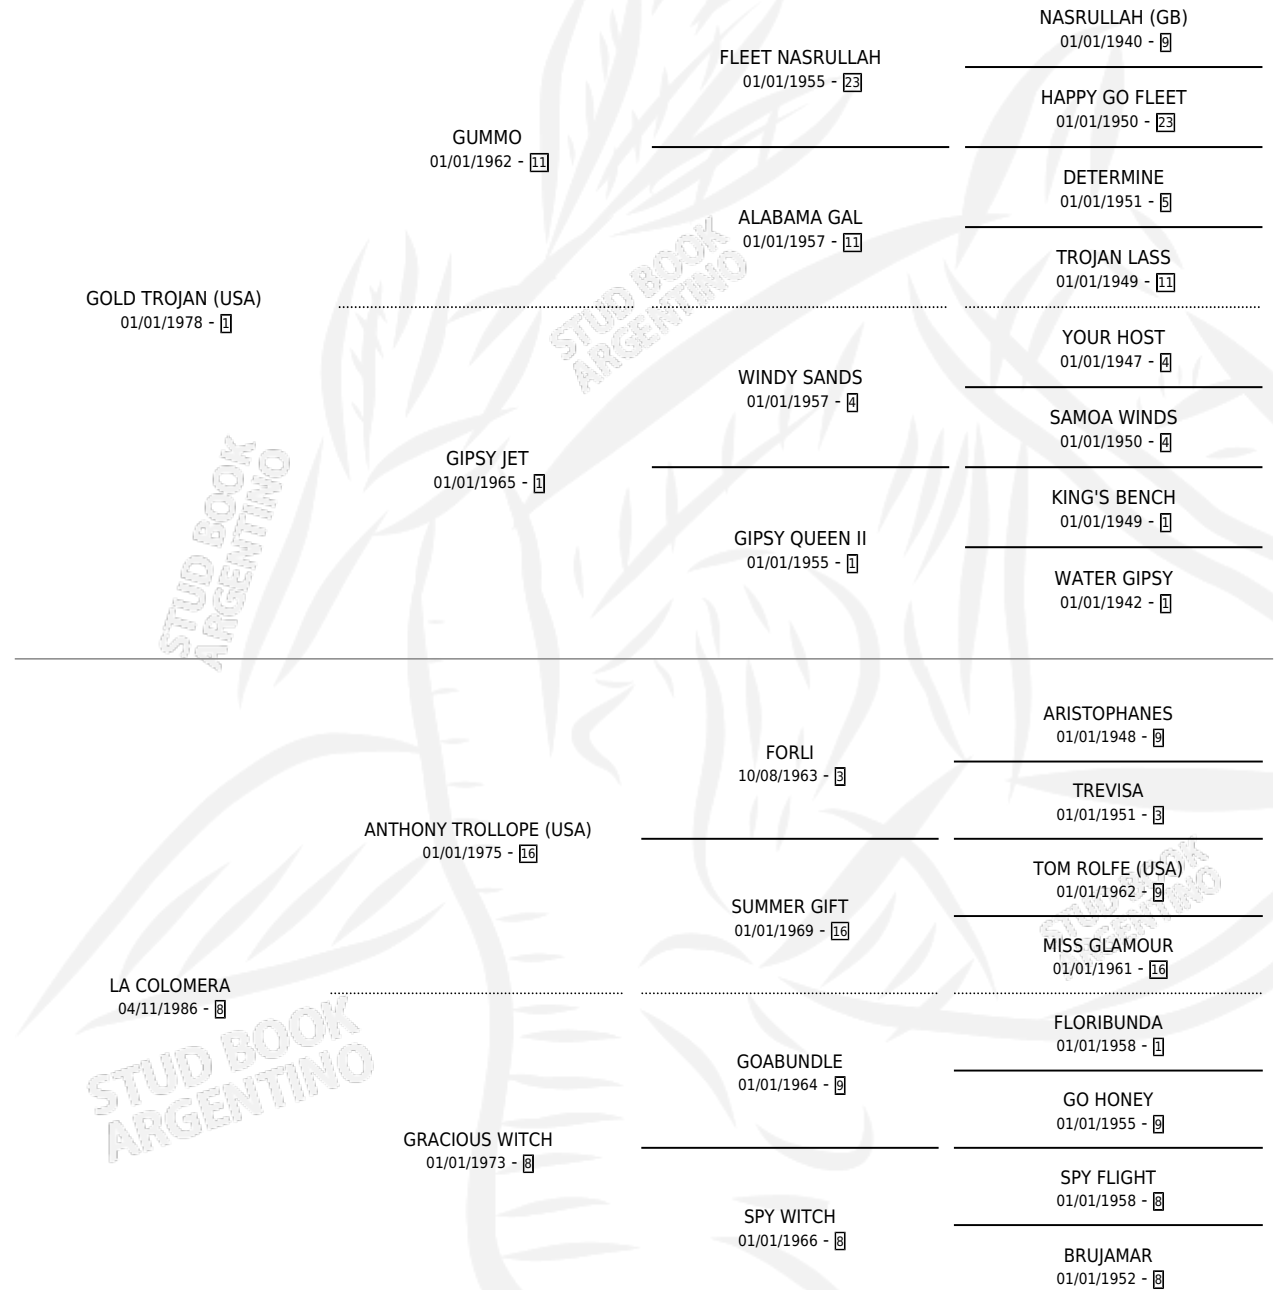 NASRULLAH (GB)
01/01/1940 - 9
FLEET NASRULLAH
01/01/1955 - 23
HAPPY GO FLEET
01/01/1950 - 23
GUMMO
01/01/1962 - 11
DETERMINE
01/01/1951 - 5
ALABAMA GAL
01/01/1957 - 11
TROJAN LASS
01/01/1949 - 11
GOLD TROJAN (USA)
01/01/1978 - 1
YOUR HOST
01/01/1947 - 4
WINDY SANDS
01/01/1957 - 4
SAMOA WINDS
01/01/1950 - 4
GIPSY JET
01/01/1965 - 1
KING'S BENCH
01/01/1949 - 1
GIPSY QUEEN II
01/01/1955 - 1
WATER GIPSY
01/01/1942 - 1
ARISTOPHANES
01/01/1948 - 9
FORLI
10/08/1963 - 3
TREVISA
01/01/1951 - 3
ANTHONY TROLLOPE (USA)
01/01/1975 - 16
TOM ROLFE (USA)
01/01/1962 - 9
SUMMER GIFT
01/01/1969 - 16
MISS GLAMOUR
01/01/1961 - 16
LA COLOMERA
04/11/1986 - 8
FLORIBUNDA
01/01/1958 - 1
GOABUNDLE
01/01/1964 - 9
GO HONEY
01/01/1955 - 9
GRACIOUS WITCH
01/01/1973 - 8
SPY FLIGHT
01/01/1958 - 8
SPY WITCH
01/01/1966 - 8
BRUJAMAR
01/01/1952 - 8
STUD BOOK
ARGENTINO
STUD BOOK
ARGENTINO
STUD BOOK
ARGENTINO
STUD BOOK
ARGENTINO